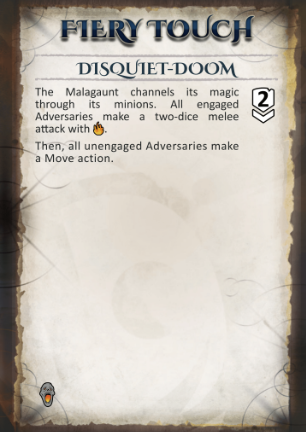 FIERY TOUCH
DISQUIET-DOOM
The Malagaunt channels its magic
through its minions. All engaged
Adversaries make a two-dice melee
attack with .
Then, all unengaged Adversaries make
a Move action.
2